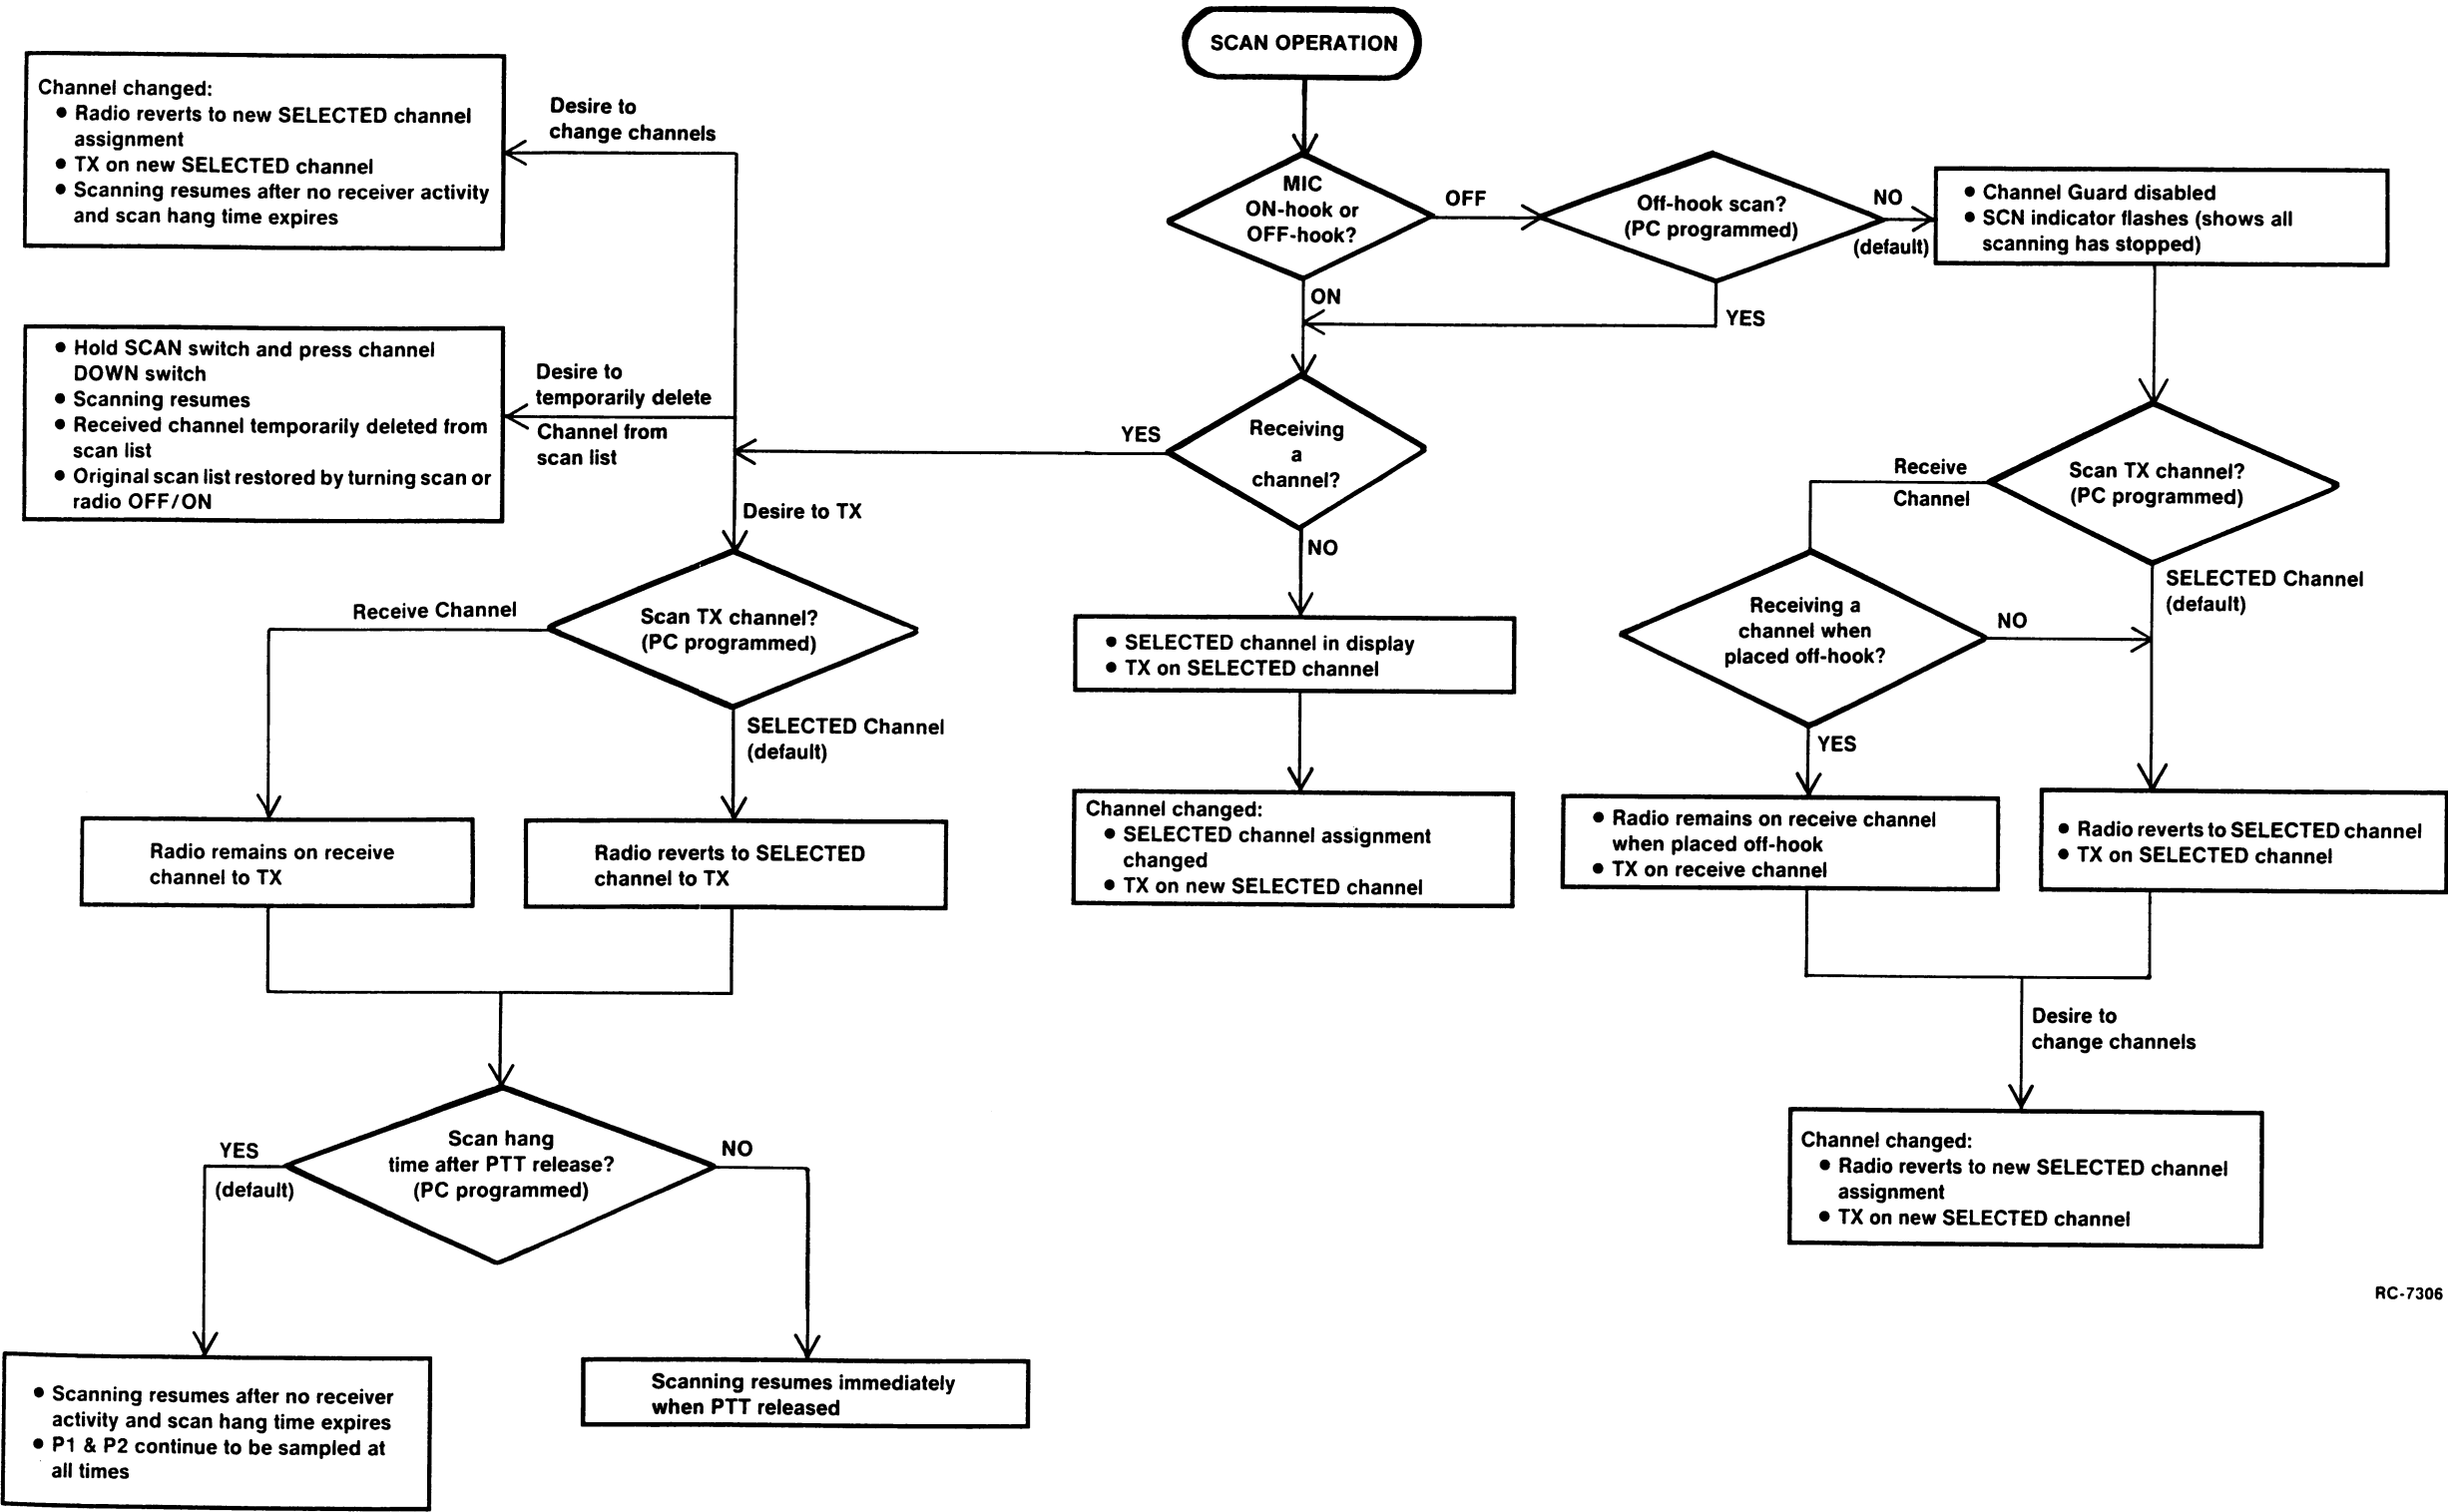 SCAN OPERATION
Channel changed:
● Radio reverts to new SELECTED channel
assignment
● TX on new SELECTED channel
● Scanning resumes after no receiver activity
and scan hang time expires
Desire to
change channels
MIC
ON-hook or
OFF-hook?
OFF
Off-hook scan?
(PC programmed)
NO
(default)
● Channel Guard disabled
● SCN indicator flashes (shows all
scanning has stopped)
ON
YES
● Hold SCAN switch and press channel
DOWN switch
● Scanning resumes
● Received channel temporarily deleted from
scan list
● Original scan list restored by turning scan or
radio OFF/ON
Desire to
temporarily delete
Channel from
scan list
YES
Receiving
a
channel?
NO
Desire to TX
Receive
Channel
Scan TX channel?
(PC programmed)
SELECTED Channel
(default)
Receive Channel
Scan TX channel?
(PC programmed)
SELECTED Channel
(default)
● SELECTED channel in display
● TX on SELECTED channel
Receiving a
channel when
placed off-hook?
NO
YES
Radio remains on receive
channel to TX
Radio reverts to SELECTED
channel to TX
Channel changed:
● SELECTED channel assignment
changed
● TX on new SELECTED channel
● Radio remains on receive channel
when placed off-hook
● TX on receive channel
● Radio reverts to SELECTED channel
● TX on SELECTED channel
Desire to
change channels
YES
(default)
Scan hang
time after PTT release?
(PC programmed)
NO
Channel changed:
● Radio reverts to new SELECTED channel
assignment
● TX on new SELECTED channel
RC-7306
● Scanning resumes after no receiver
activity and scan hang time expires
● P1 & P2 continue to be sampled at
all times
Scanning resumes immediately
when PTT released